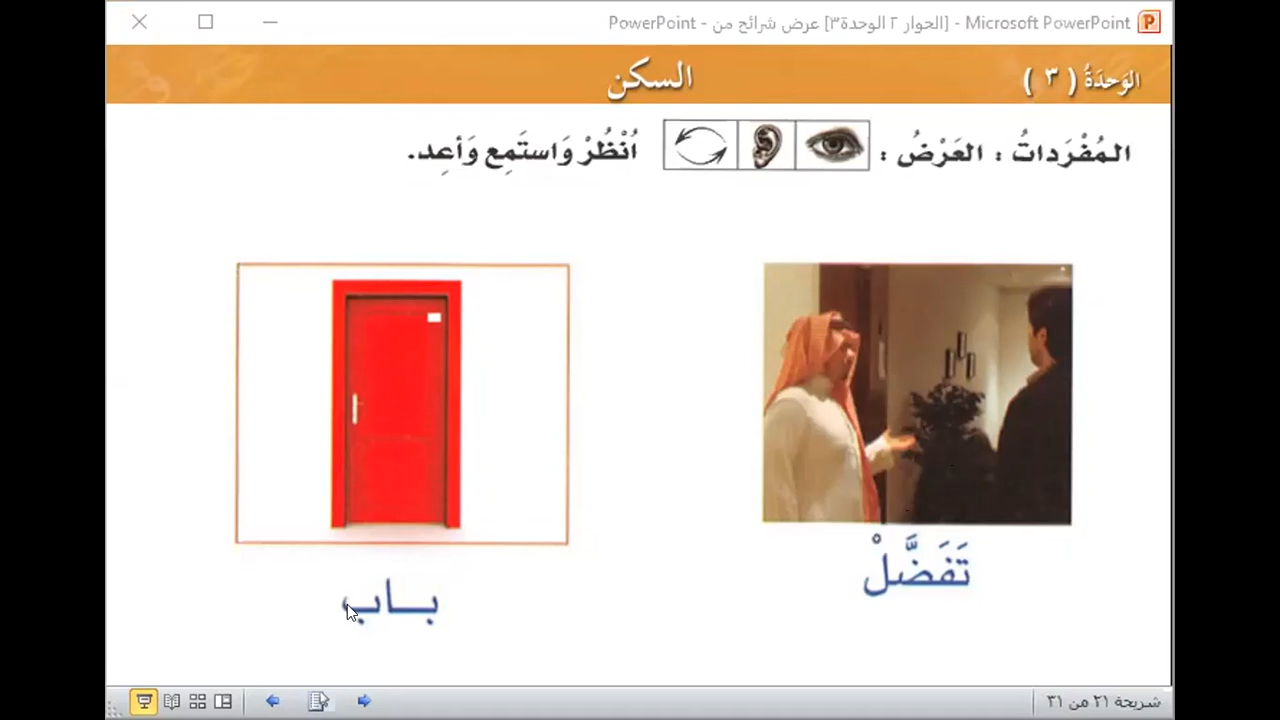 PowerPoint - [الحوار ٢ الوحدة٣] عرض شرائح من - Microsoft PowerPoint
الوَحدَةُ ( ٣ )
السكن
المُفْرَداتُ : العَرْضُ : اُنْظُرْ وَاستَمِع وَأعِد.
تَفَضَّلْ
بـاب
شريحة ٢١ من ٣١